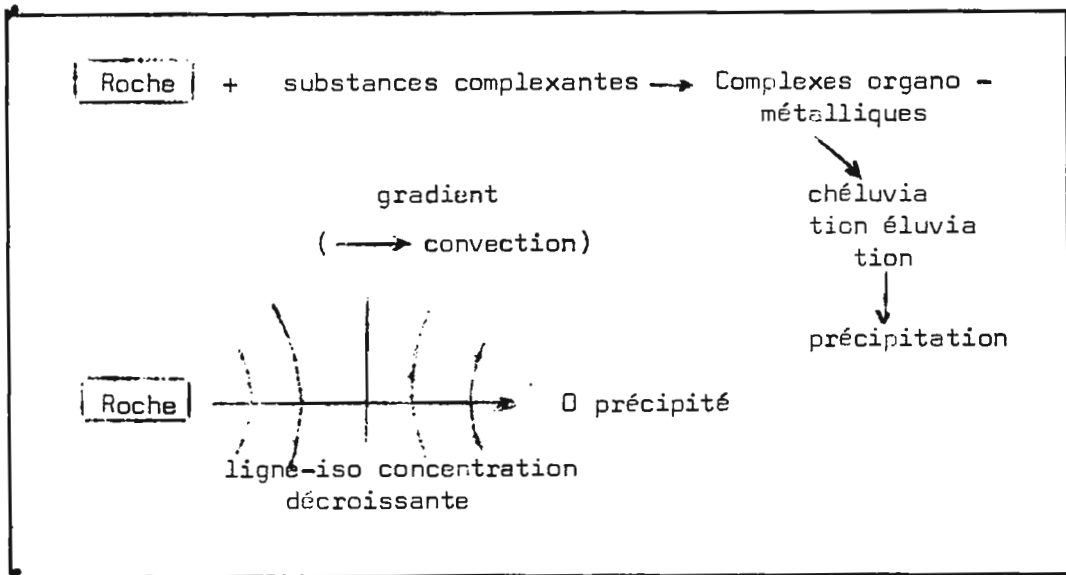 Roche + substances complexantes → Complexes organo -
métalliques
chéluvia
tion éluvia
tion
précipitation
gradient
( → convection)
Roche → O précipité
ligne-iso concentration
décroissante